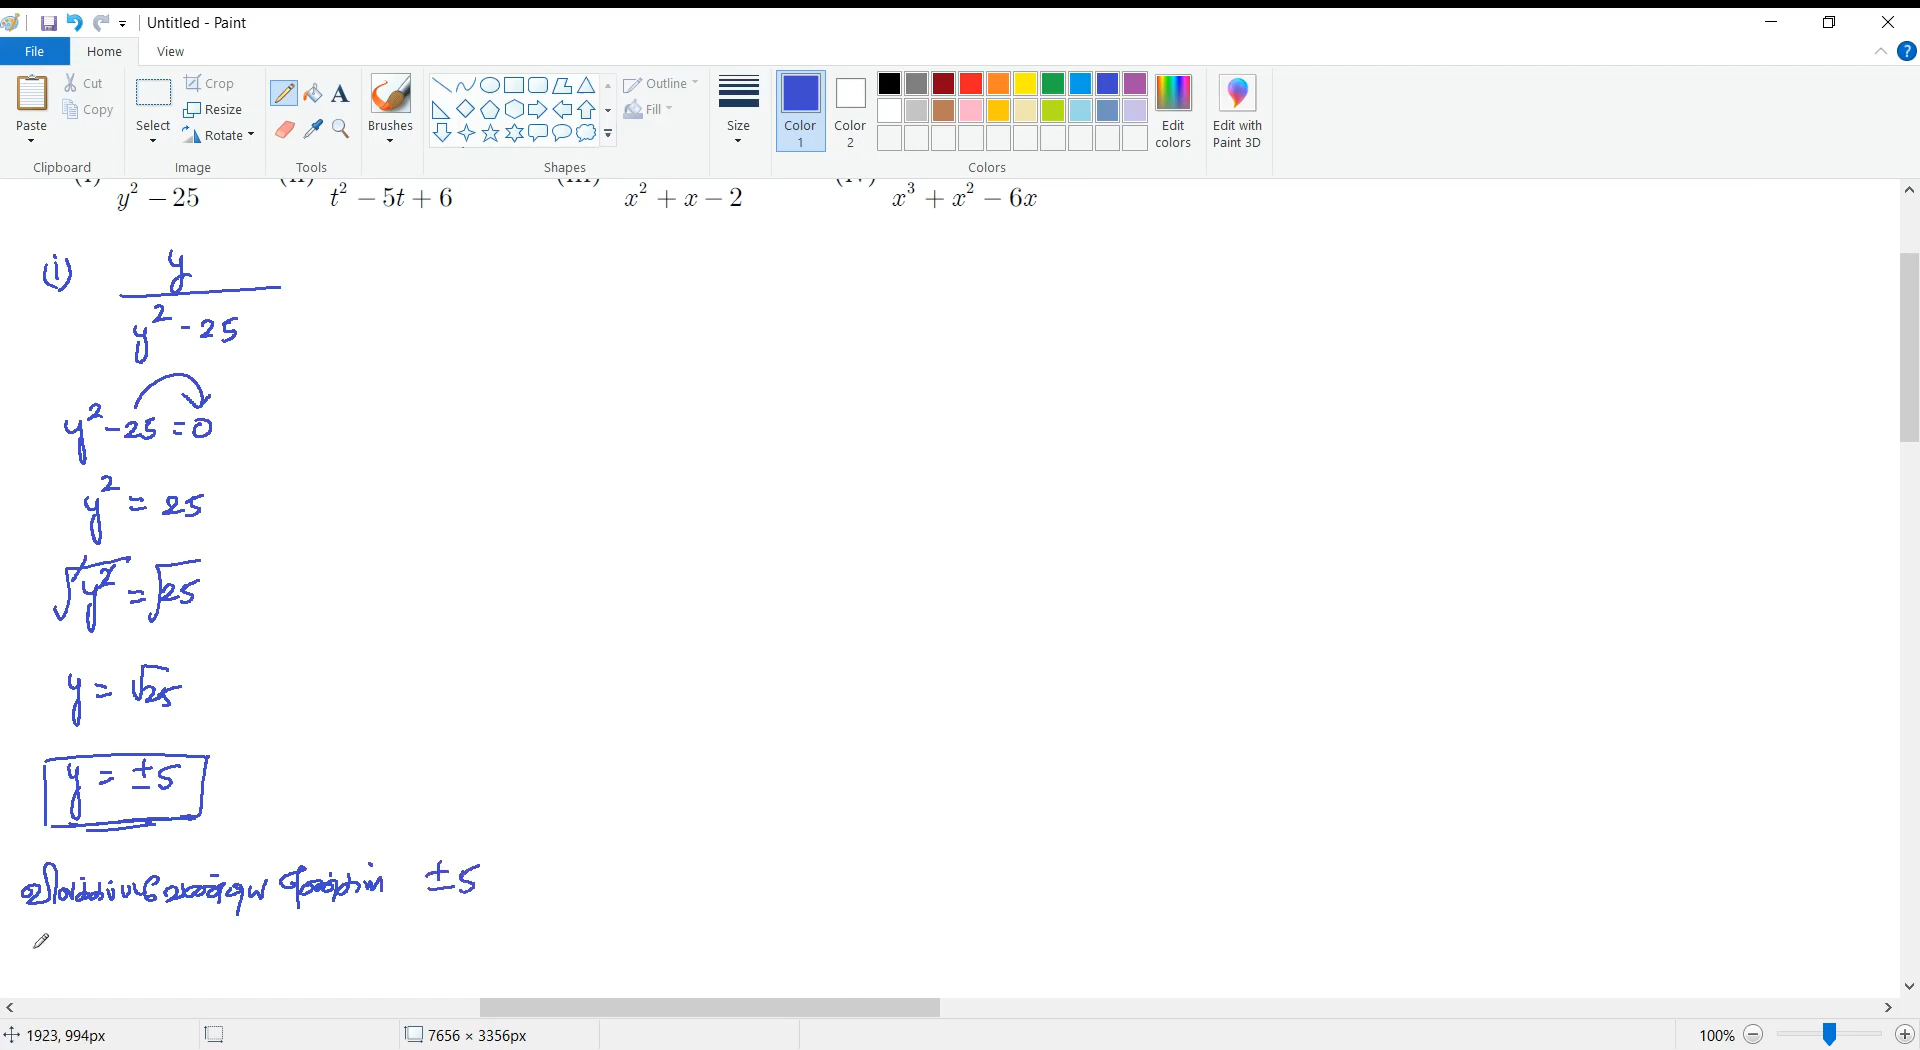 Untitled - Paint
File Home View
Paste
Cut
Copy
Clipboard
Select
Crop
Resize
Rotate
Image
A
Tools
Brushes
Shapes
Outline
Fill
Size
Color 1
Color 2
Colors
Edit colors
Edit with Paint 3D
?
(i) (ii) (iii) (iv)
y² − 25 t² − 5t + 6 x² + x − 2 x³ + x² − 6x
(i) y
y² - 25
y² - 25 = 0
y² = 25
√y² = √25
y = √25
y = ±5
±5
1923, 994px
7656 × 3356px
100%